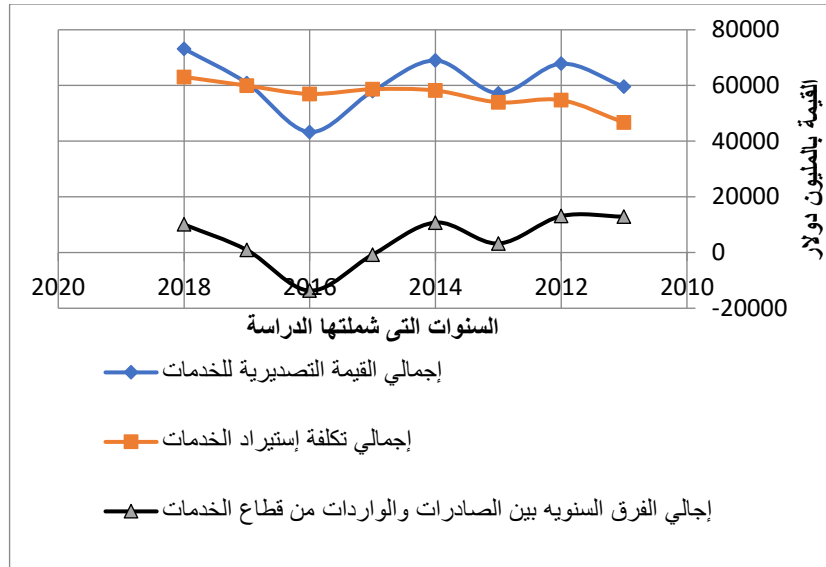 80000
60000
40000
20000
0
-20000
القيمة بالمليون دولار
2020 2018 2016 2014 2012 2010
السنوات التى شملتها الدراسة
إجمالي القيمة التصديرية للخدمات
إجمالي تكلفة إستيراد الخدمات
إجالي الفرق السنويه بين الصادرات والواردات من قطاع الخدمات